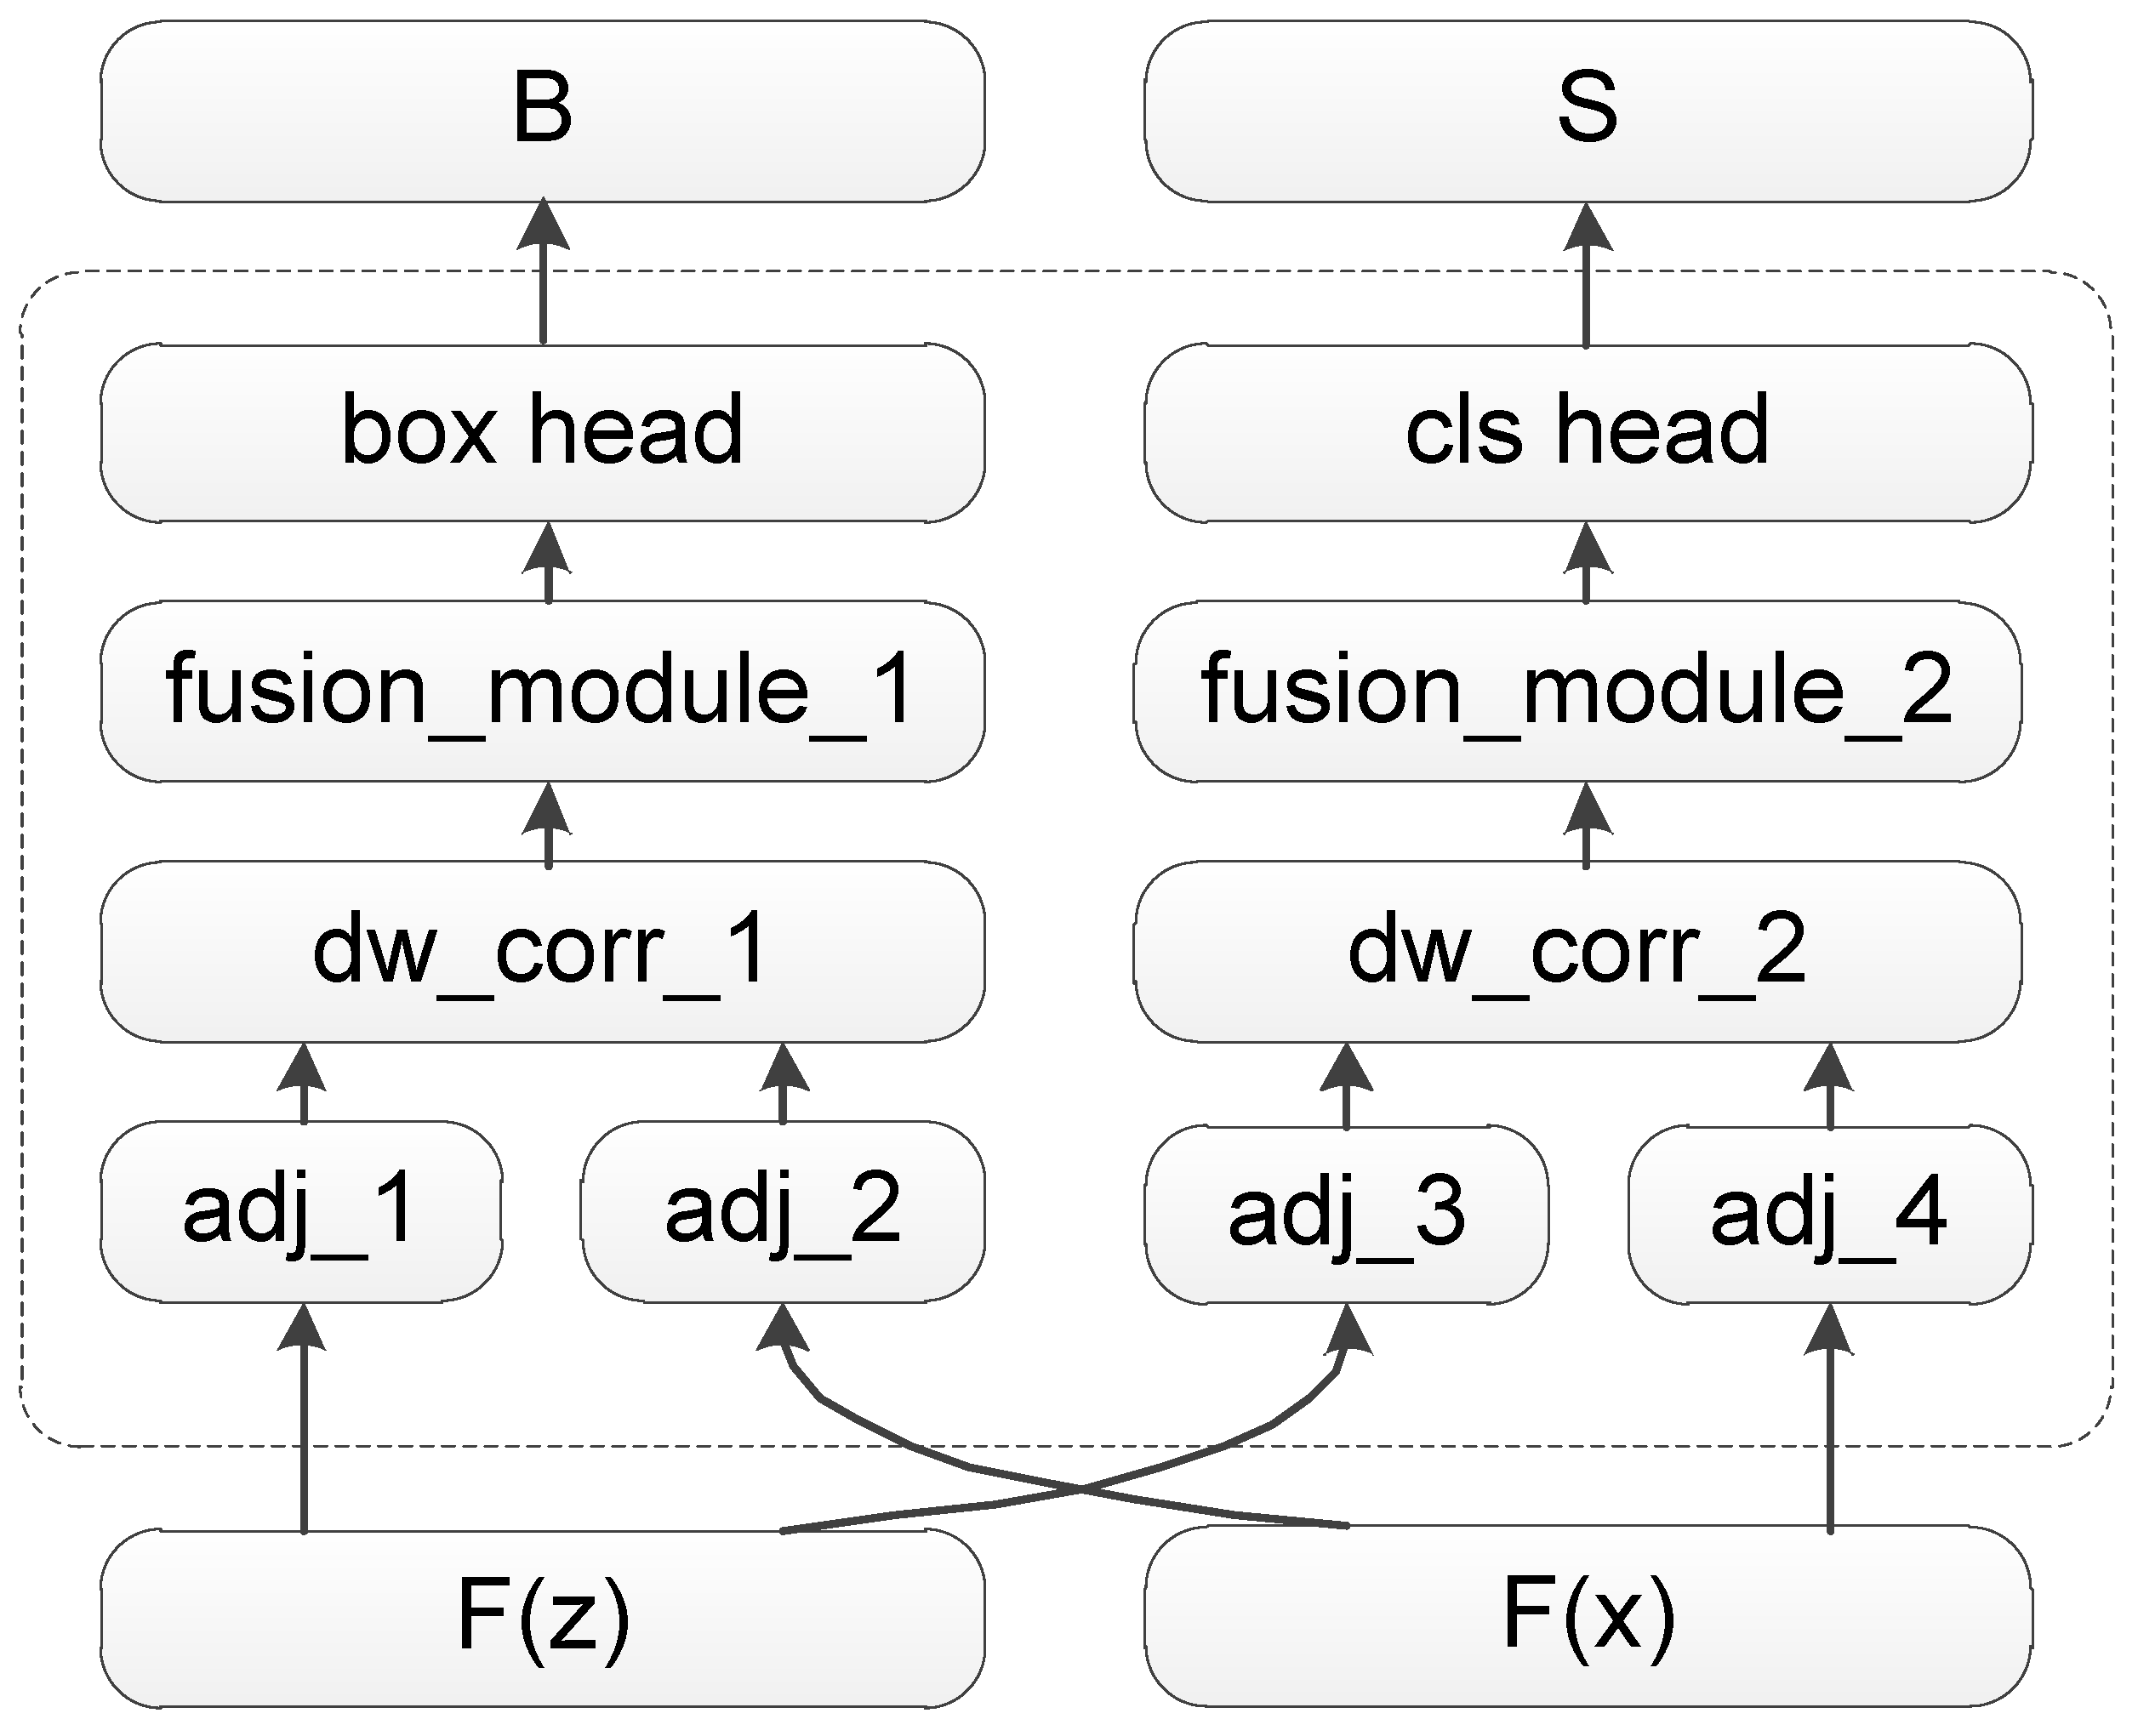 B
S
box head
cls head
fusion_module_1
fusion_module_2
dw_corr_1
dw_corr_2
adj_1
adj_2
adj_3
adj_4
F(z)
F(x)